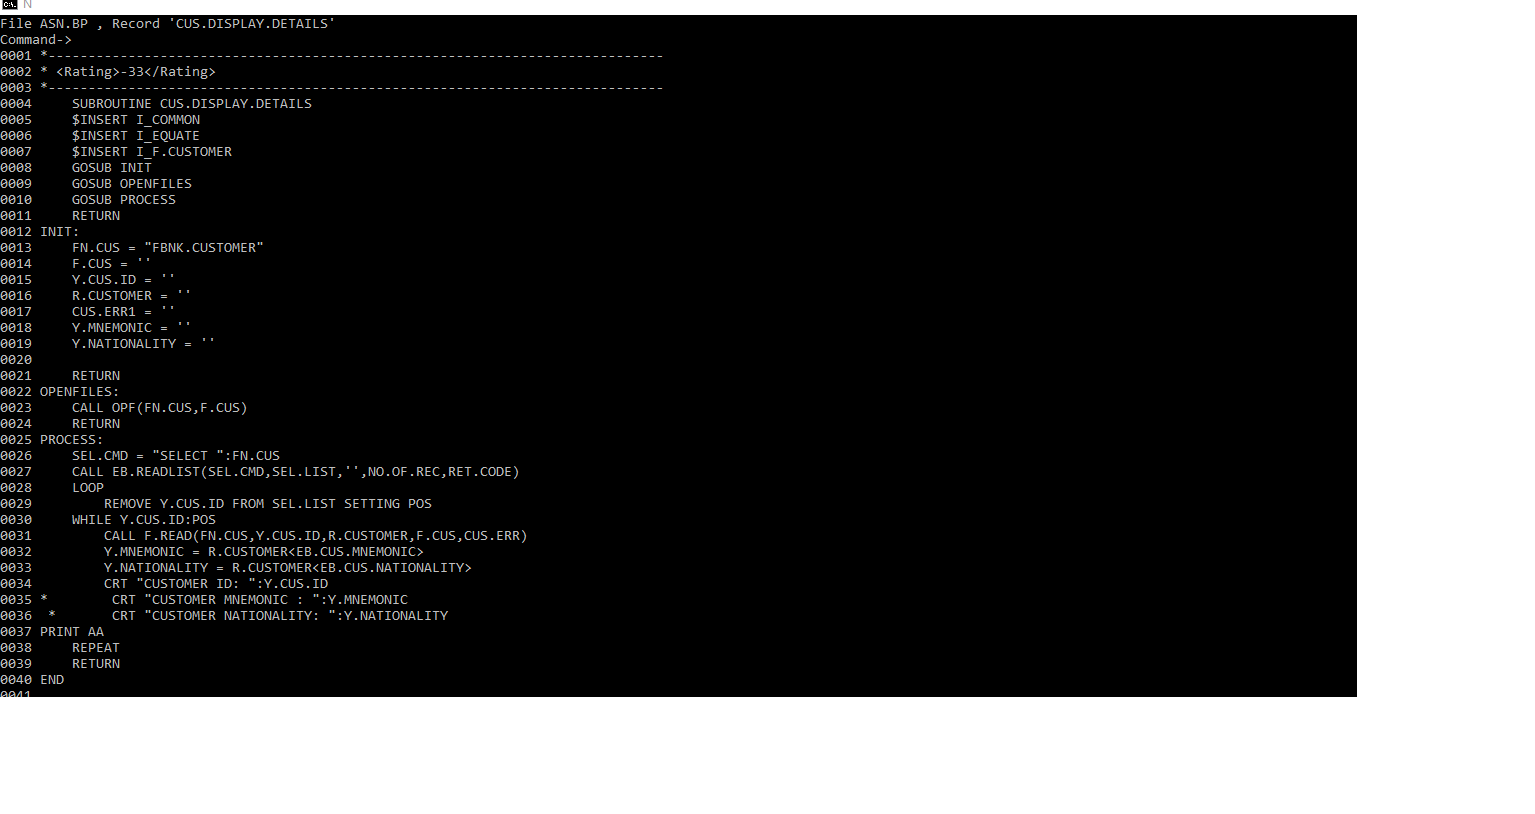 N
File ASN.BP , Record 'CUS.DISPLAY.DETAILS'
Command->
0001 *-----------------------------------------------------------------------------
0002 * <Rating>-33</Rating>
0003 *-----------------------------------------------------------------------------
0004     SUBROUTINE CUS.DISPLAY.DETAILS
0005     $INSERT I_COMMON
0006     $INSERT I_EQUATE
0007     $INSERT I_F.CUSTOMER
0008     GOSUB INIT
0009     GOSUB OPENFILES
0010     GOSUB PROCESS
0011     RETURN
0012 INIT:
0013     FN.CUS = "FBNK.CUSTOMER"
0014     F.CUS = ''
0015     Y.CUS.ID = ''
0016     R.CUSTOMER = ''
0017     CUS.ERR1 = ''
0018     Y.MNEMONIC = ''
0019     Y.NATIONALITY = ''
0020
0021     RETURN
0022 OPENFILES:
0023     CALL OPF(FN.CUS,F.CUS)
0024     RETURN
0025 PROCESS:
0026     SEL.CMD = "SELECT ":FN.CUS
0027     CALL EB.READLIST(SEL.CMD,SEL.LIST,'',NO.OF.REC,RET.CODE)
0028     LOOP
0029         REMOVE Y.CUS.ID FROM SEL.LIST SETTING POS
0030     WHILE Y.CUS.ID:POS
0031         CALL F.READ(FN.CUS,Y.CUS.ID,R.CUSTOMER,F.CUS,CUS.ERR)
0032         Y.MNEMONIC = R.CUSTOMER<EB.CUS.MNEMONIC>
0033         Y.NATIONALITY = R.CUSTOMER<EB.CUS.NATIONALITY>
0034         CRT "CUSTOMER ID: ":Y.CUS.ID
0035 *        CRT "CUSTOMER MNEMONIC : ":Y.MNEMONIC
0036  *       CRT "CUSTOMER NATIONALITY: ":Y.NATIONALITY
0037 PRINT AA
0038     REPEAT
0039     RETURN
0040 END
0041